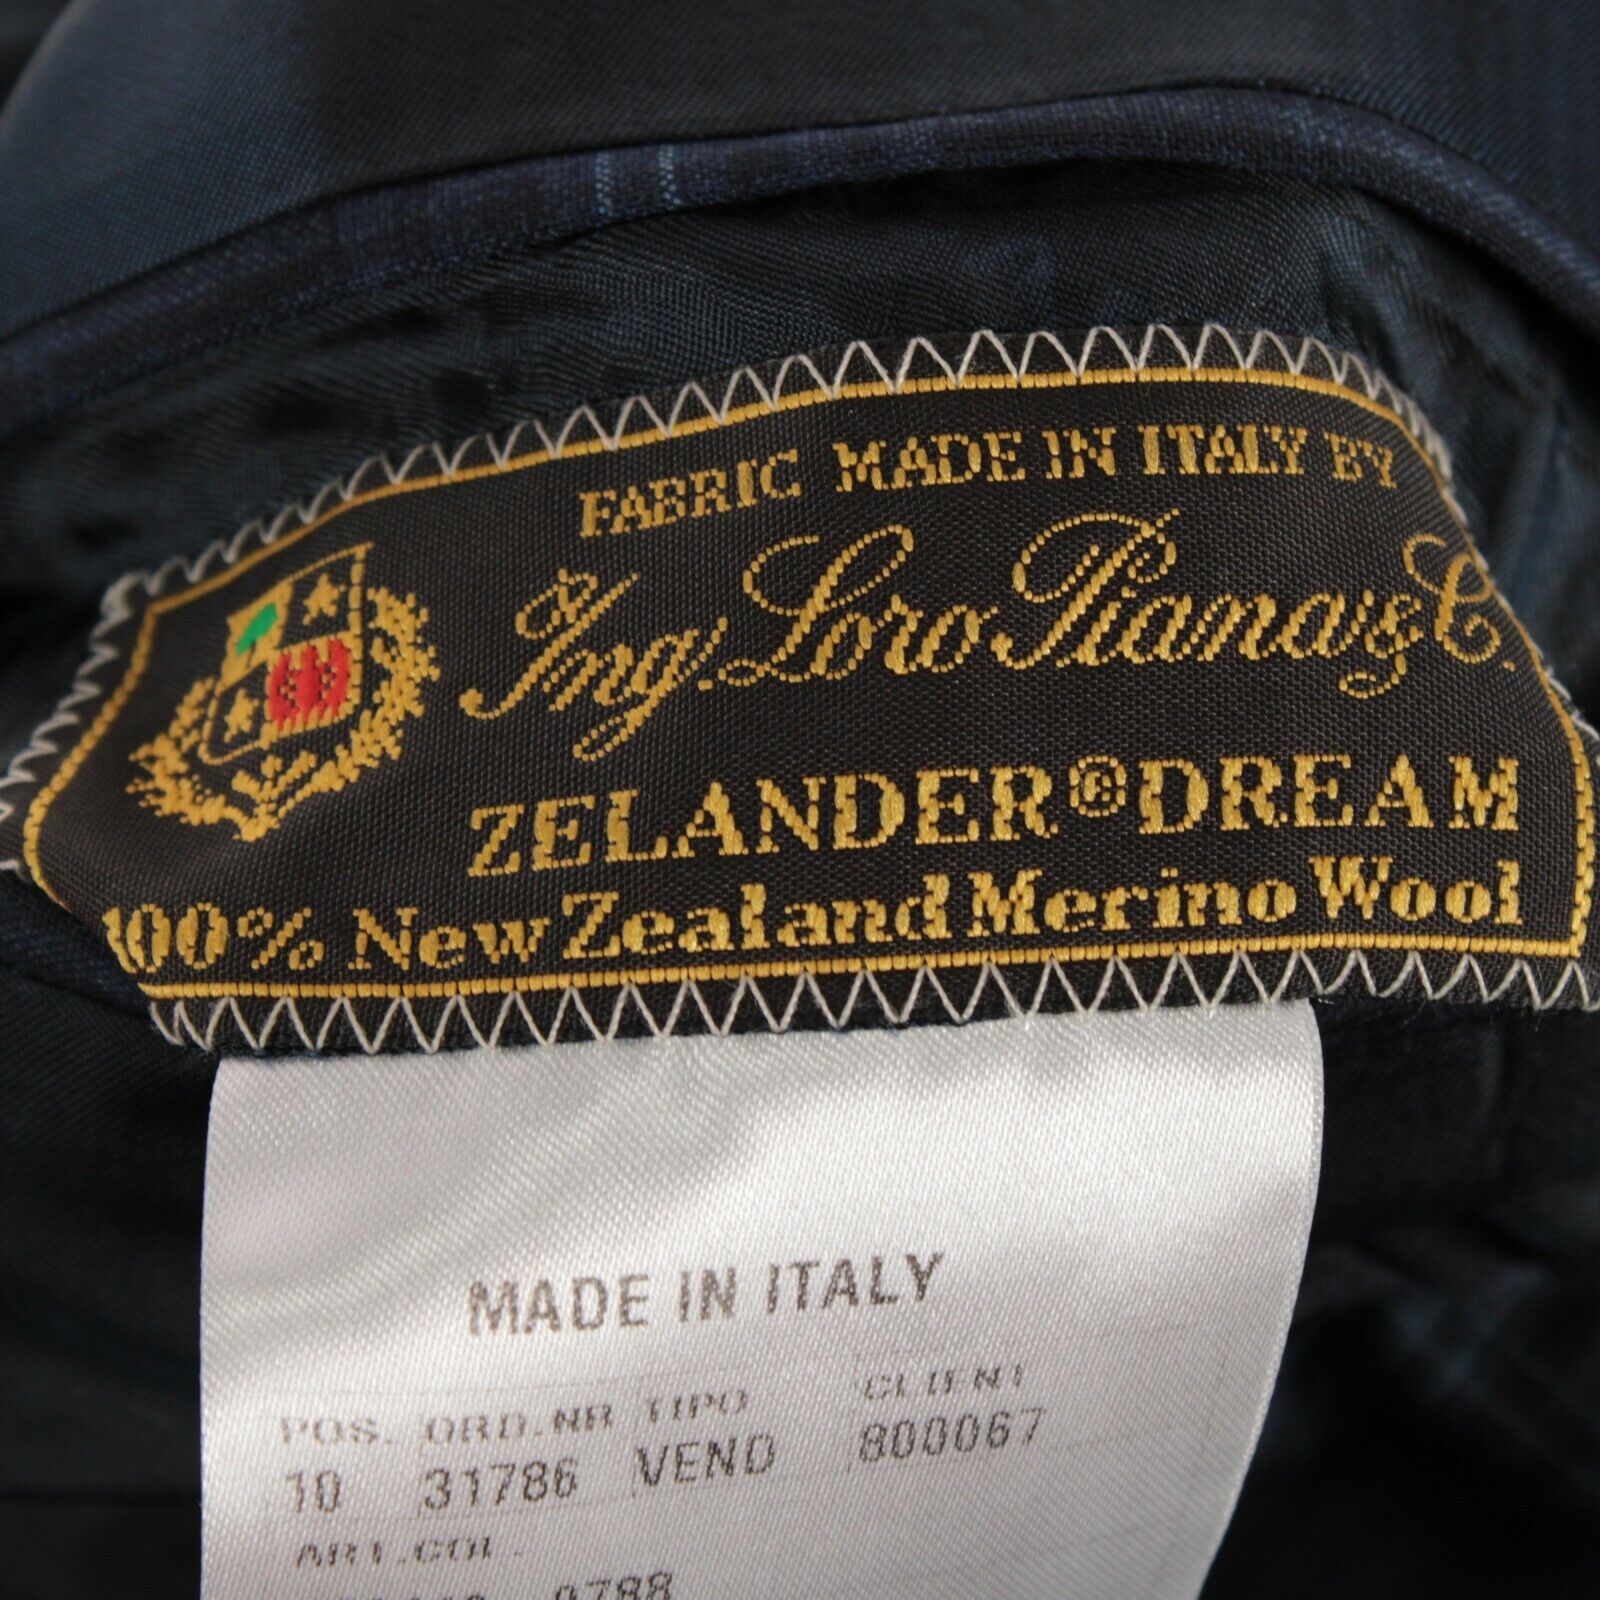 FABRIC MADE IN ITALY BY
Ing. Loro Piana & C.
ZELANDER® DREAM
100% New Zealand Merino Wool
MADE IN ITALY
POS. ORD.NR TIPO CLIENT
10 31786 VEND 800067
ART.COL.
9788